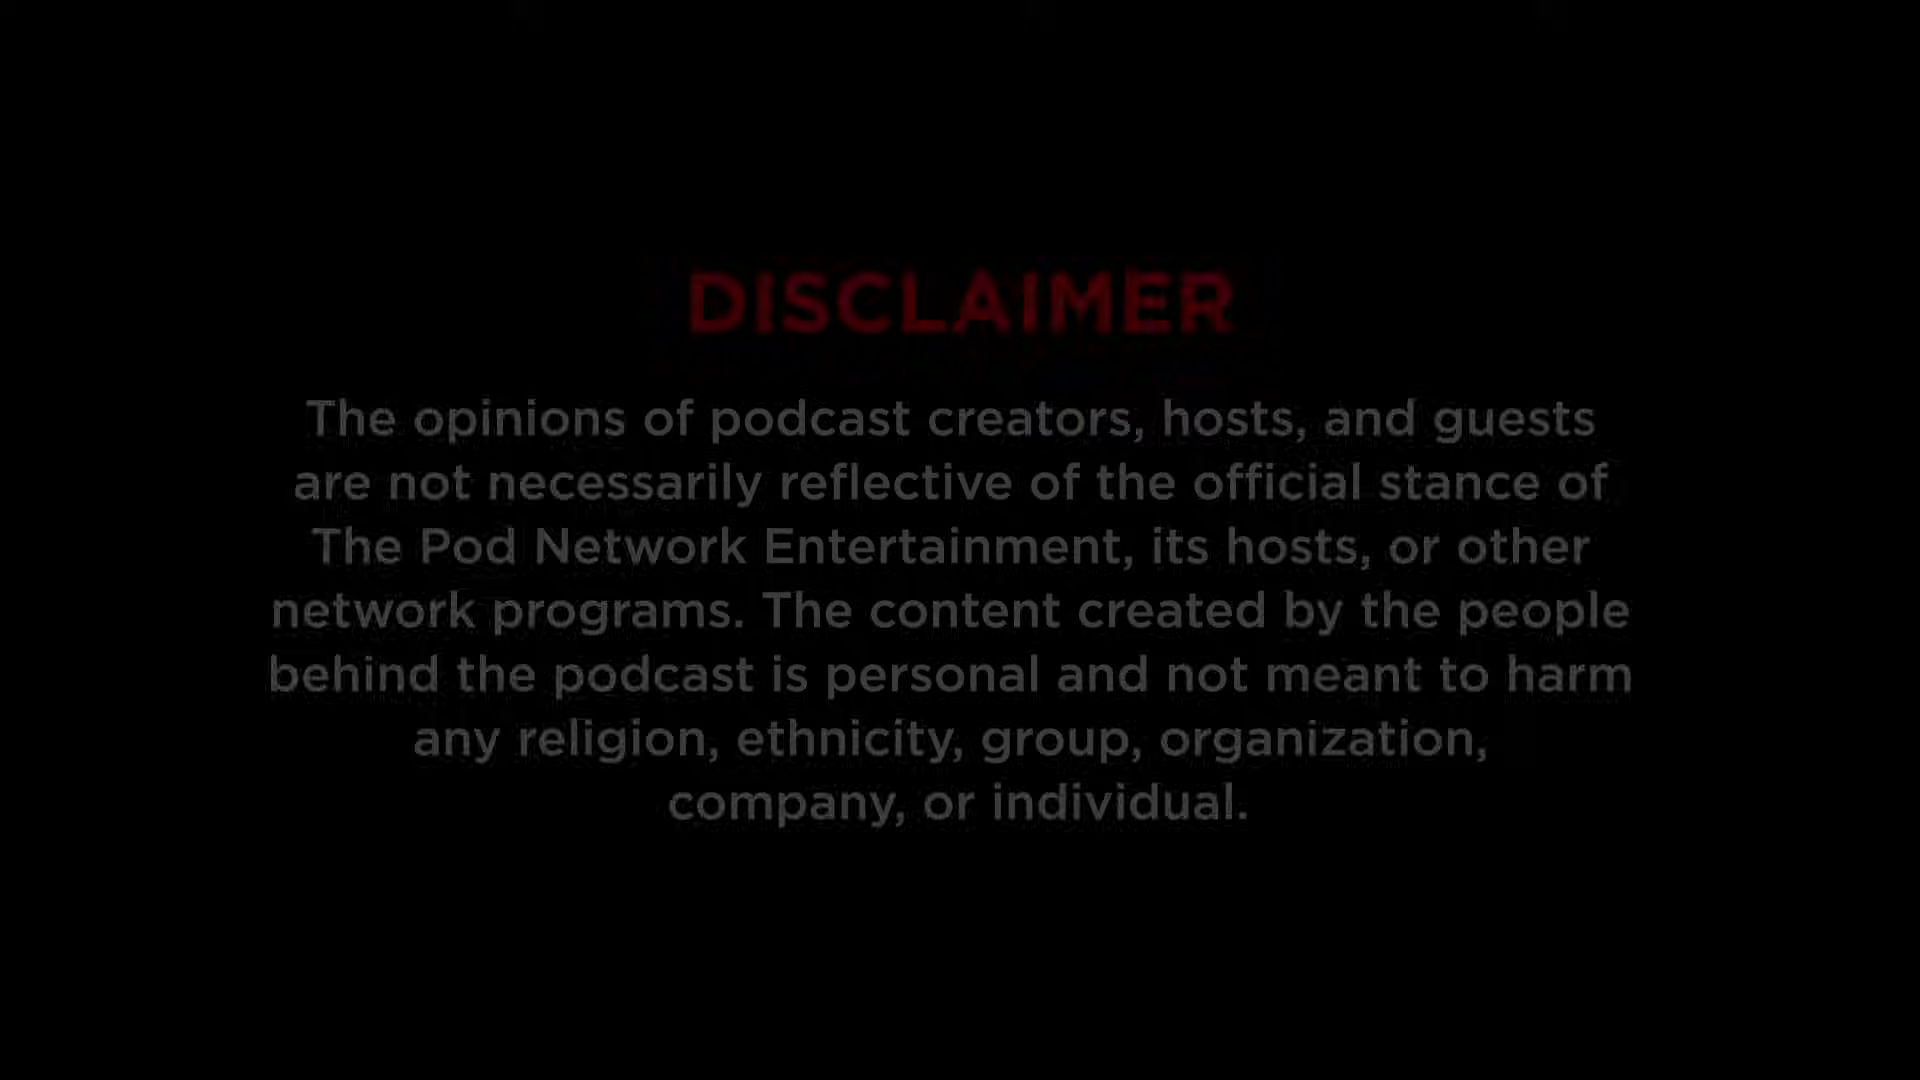 DISCLAIMER
The opinions of podcast creators, hosts, and guests
are not necessarily reflective of the official stance of
The Pod Network Entertainment, its hosts, or other
network programs. The content created by the people
behind the podcast is personal and not meant to harm
any religion, ethnicity, group, organization,
company, or individual.